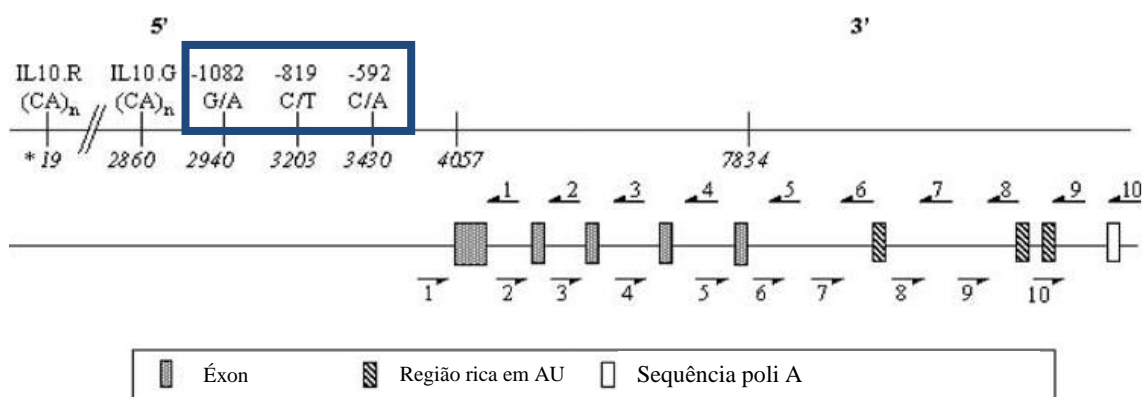 5’ 3’
IL10.R IL10.G -1082 -819 -592
(CA)n (CA)n G/A C/T C/A
*19 2860 2940 3203 3430 4057 7834
1 2 3 4 5 6 7 8 9 10
1 2 3 4 5 6 7 8 9 10
Éxon Região rica em AU Sequência poli A